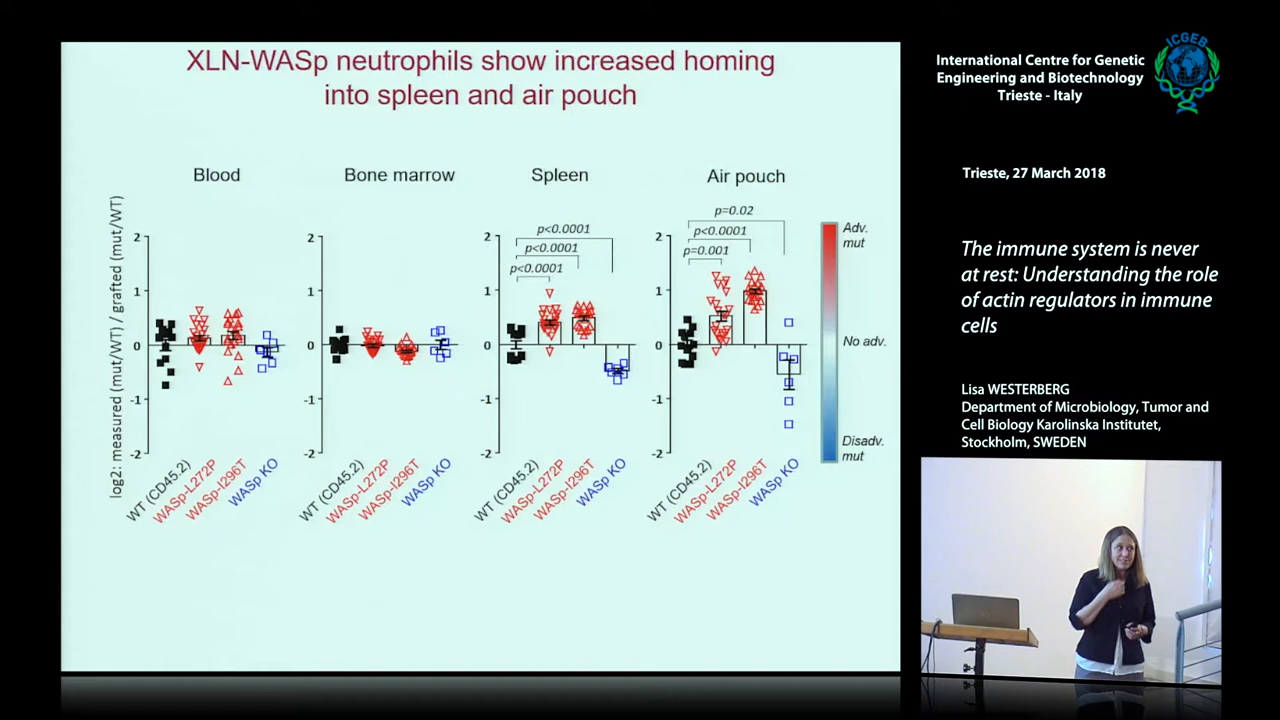 XLN-WASp neutrophils show increased homing
into spleen and air pouch
Blood
Bone marrow
Spleen
Air pouch
log2: measured (mut/WT) / grafted (mut/WT)
2
1
0
-1
-2
WT (CD45.2)
WASp-L272P
WASp-I296T
WASp KO
2
1
0
-1
-2
WT (CD45.2)
WASp-L272P
WASp-I296T
WASp KO
p<0.0001
p<0.0001
p<0.0001
2
1
0
-1
-2
WT (CD45.2)
WASp-L272P
WASp-I296T
WASp KO
p=0.02
p<0.0001
p=0.001
2
1
0
-1
-2
WT (CD45.2)
WASp-L272P
WASp-I296T
WASp KO
Adv.
mut
No adv.
Disadv.
mut
International Centre for Genetic
Engineering and Biotechnology
Trieste - Italy
ICGEB
Trieste, 27 March 2018
The immune system is never
at rest: Understanding the role
of actin regulators in immune
cells
Lisa WESTERBERG
Department of Microbiology, Tumor and
Cell Biology Karolinska Institutet,
Stockholm, SWEDEN